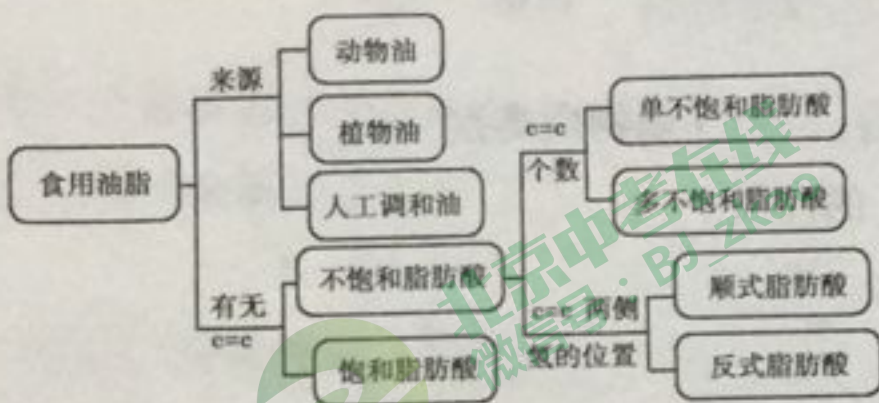 食用油脂
来源
动物油
植物油
人工调和油
有无
c=c
不饱和脂肪酸
饱和脂肪酸
c=c
个数
单不饱和脂肪酸
多不饱和脂肪酸
c=c 两侧
氢的位置
顺式脂肪酸
反式脂肪酸
北京中考在线
微信号：BJ_zkao